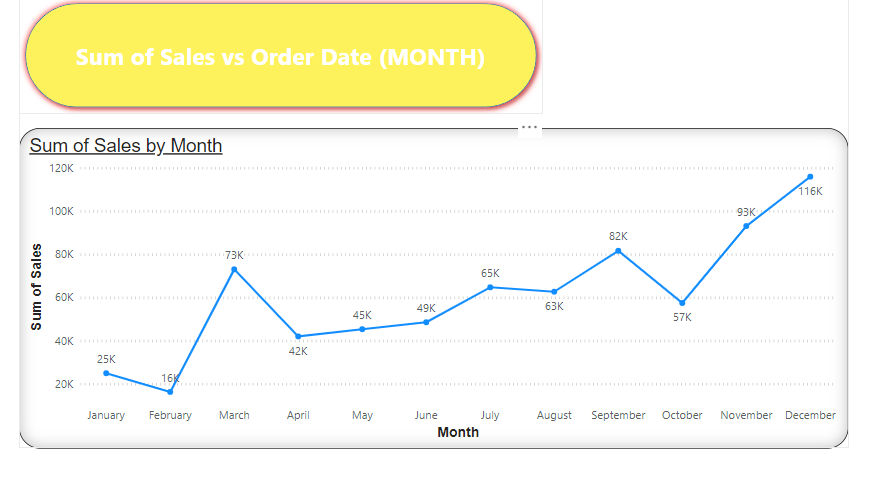 Sum of Sales vs Order Date (MONTH)
Sum of Sales by Month
120K
100K
80K
60K
40K
20K
Sum of Sales
25K
16K
73K
42K
45K
49K
65K
63K
82K
57K
93K
116K
January February March April May June July August September October November December
Month